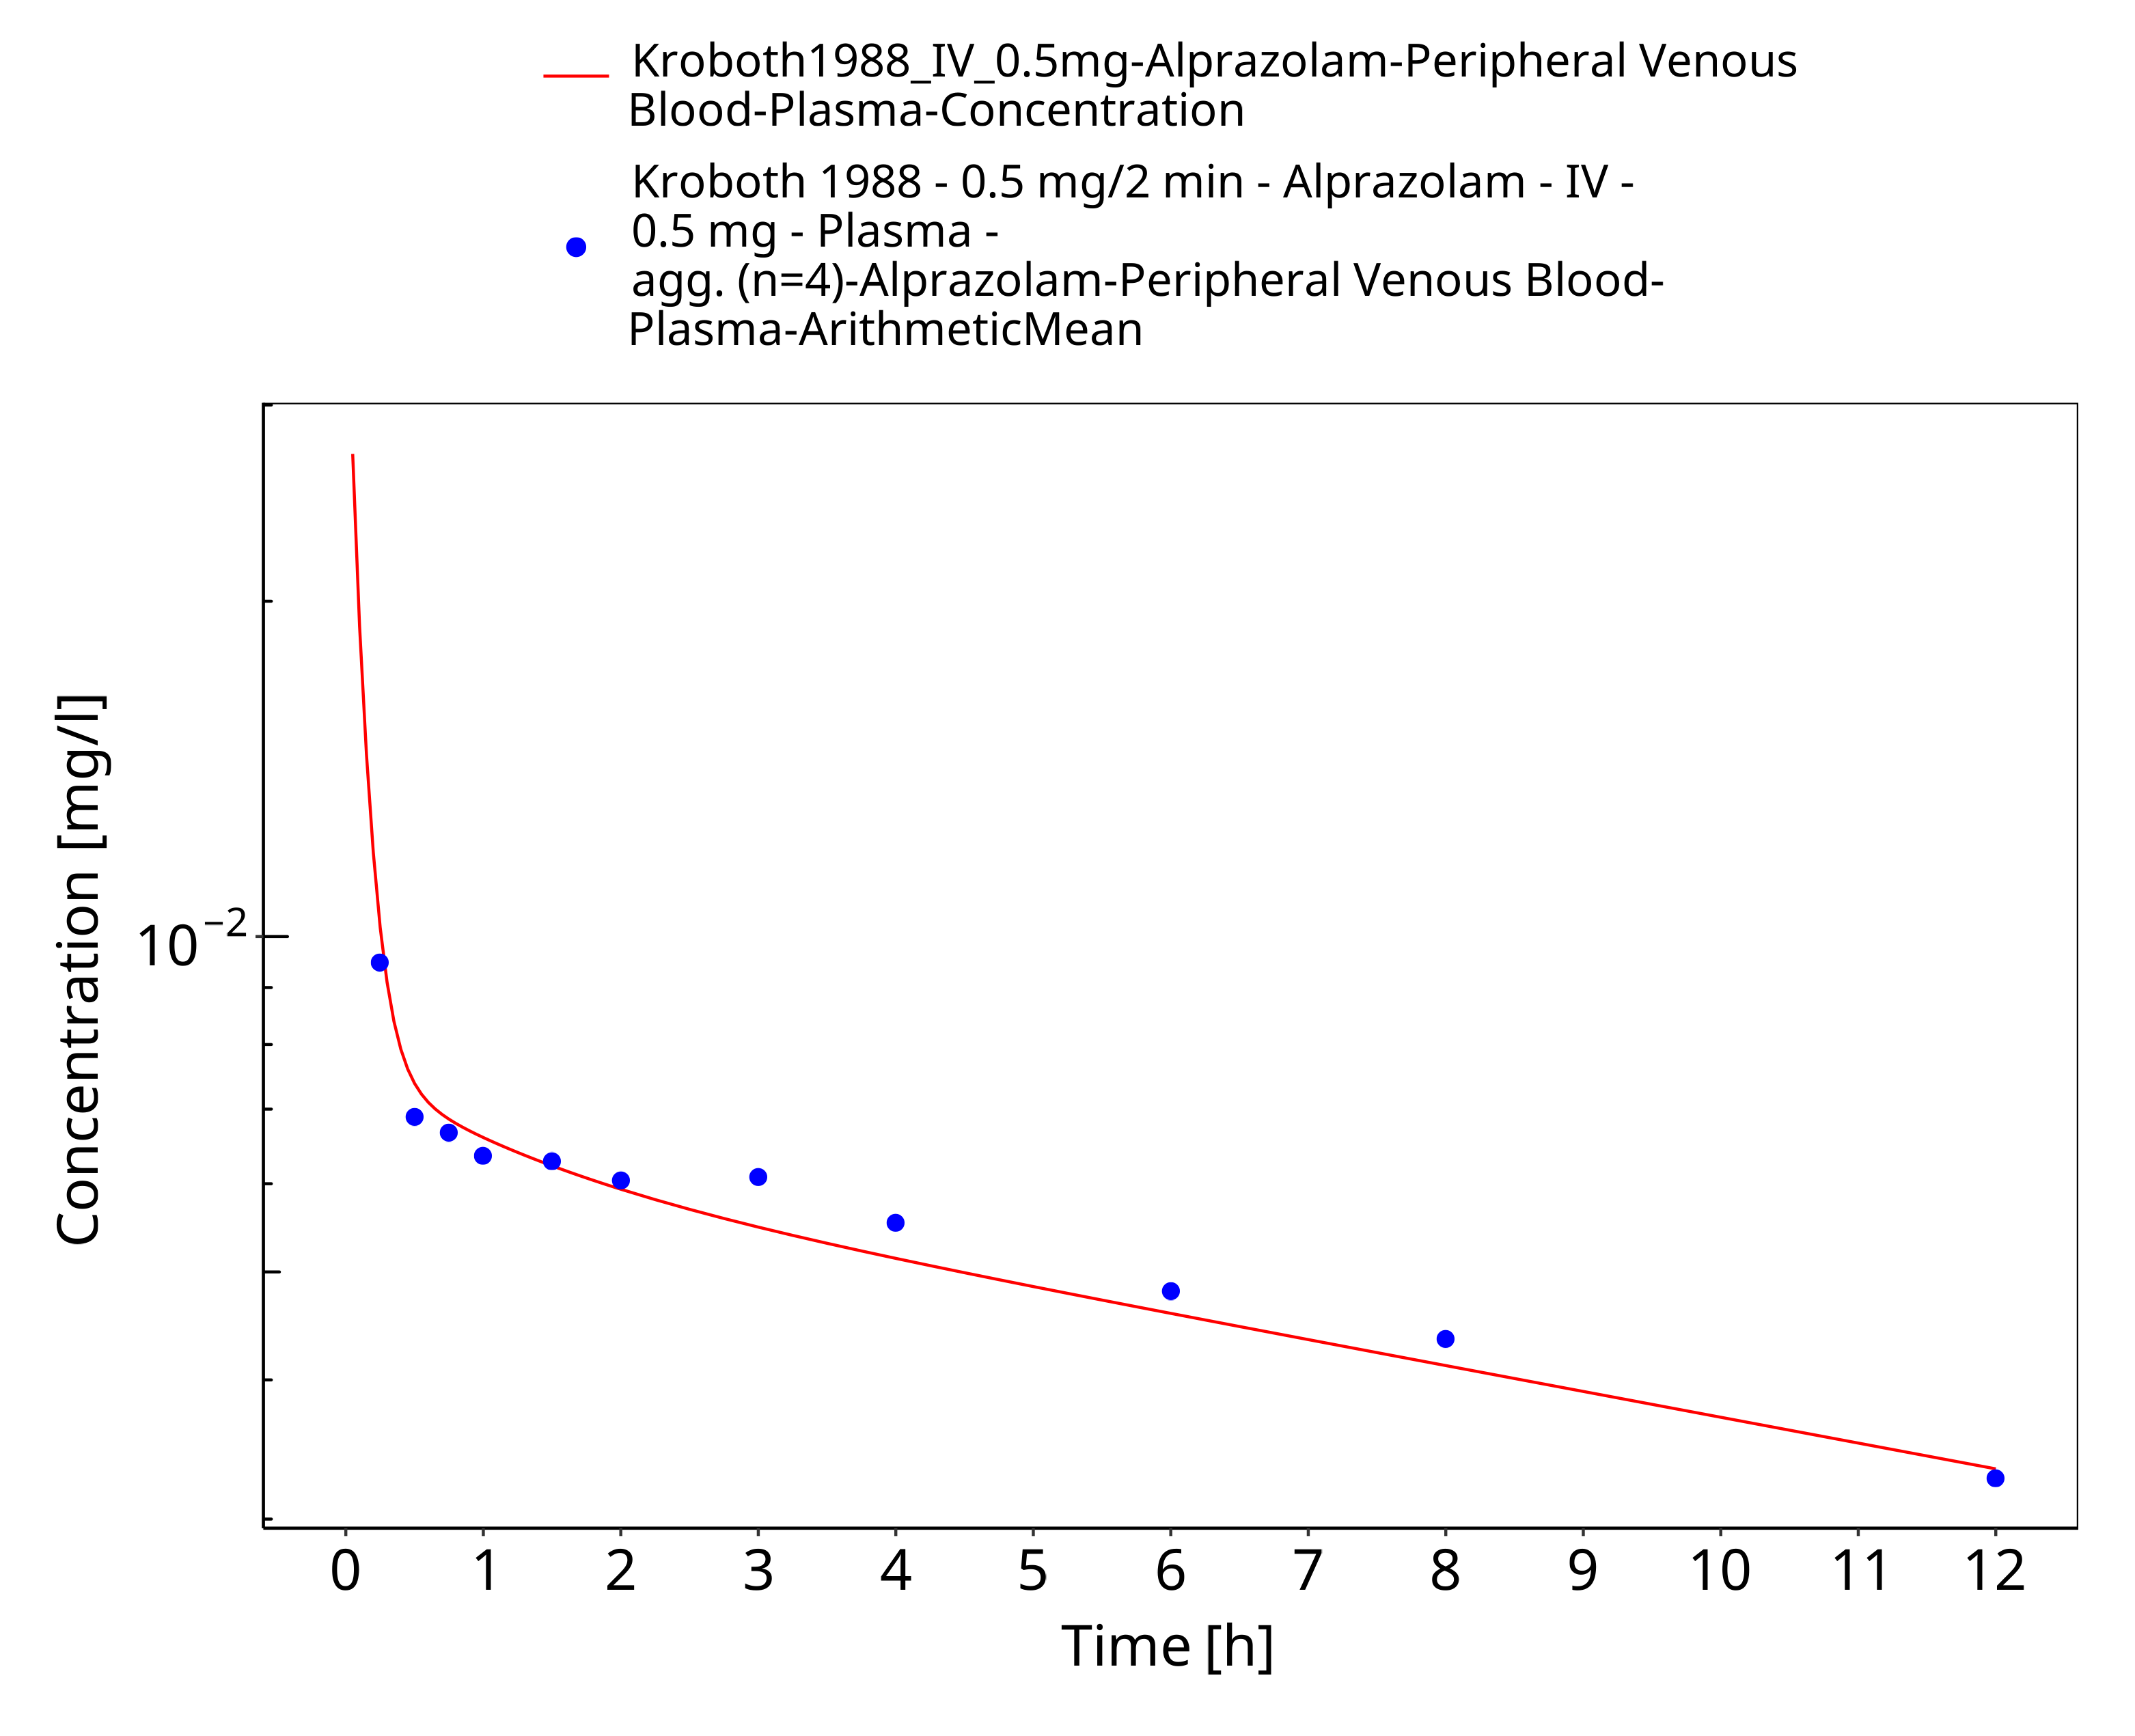 Kroboth1988_IV_0.5mg-Alprazolam-Peripheral Venous
Blood-Plasma-Concentration
Kroboth 1988 - 0.5 mg/2 min - Alprazolam - IV -
0.5 mg - Plasma -
agg. (n=4)-Alprazolam-Peripheral Venous Blood-
Plasma-ArithmeticMean
Concentration [mg/l]
10⁻²
0 1 2 3 4 5 6 7 8 9 10 11 12
Time [h]